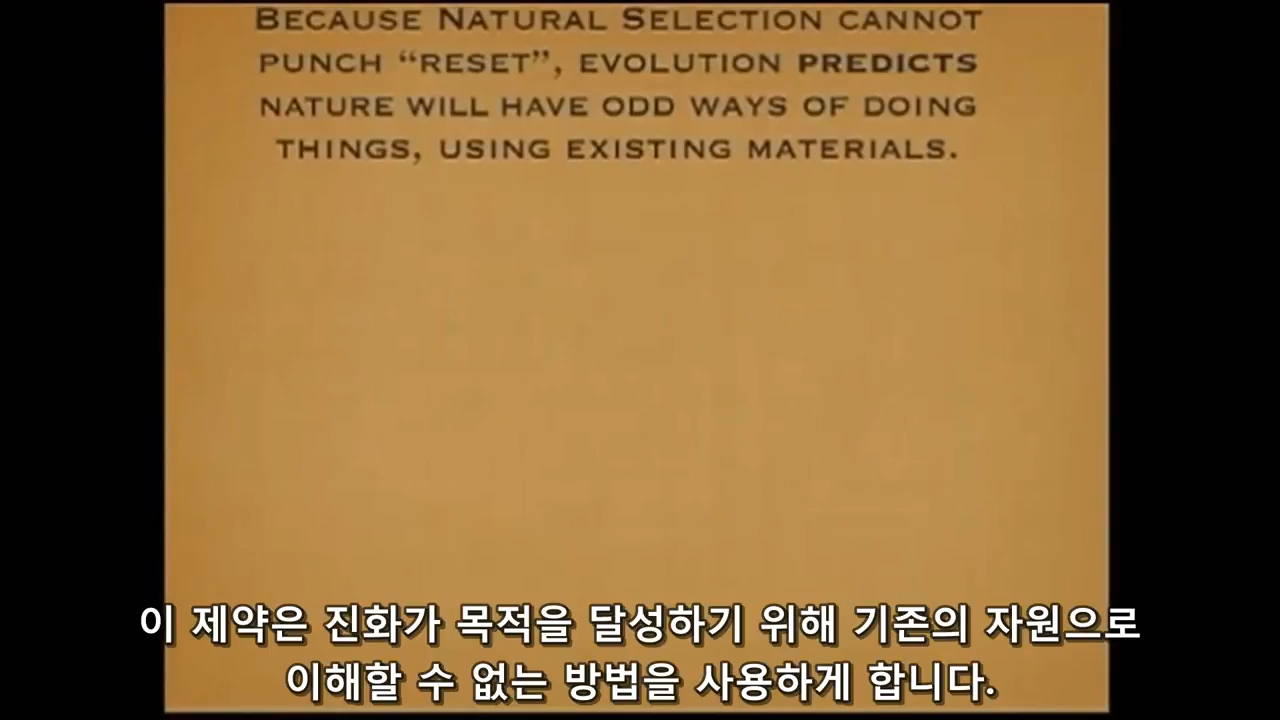 BECAUSE NATURAL SELECTION CANNOT
PUNCH “RESET”, EVOLUTION PREDICTS
NATURE WILL HAVE ODD WAYS OF DOING
THINGS, USING EXISTING MATERIALS.
이 제약은 진화가 목적을 달성하기 위해 기존의 자원으로
이해할 수 없는 방법을 사용하게 합니다.